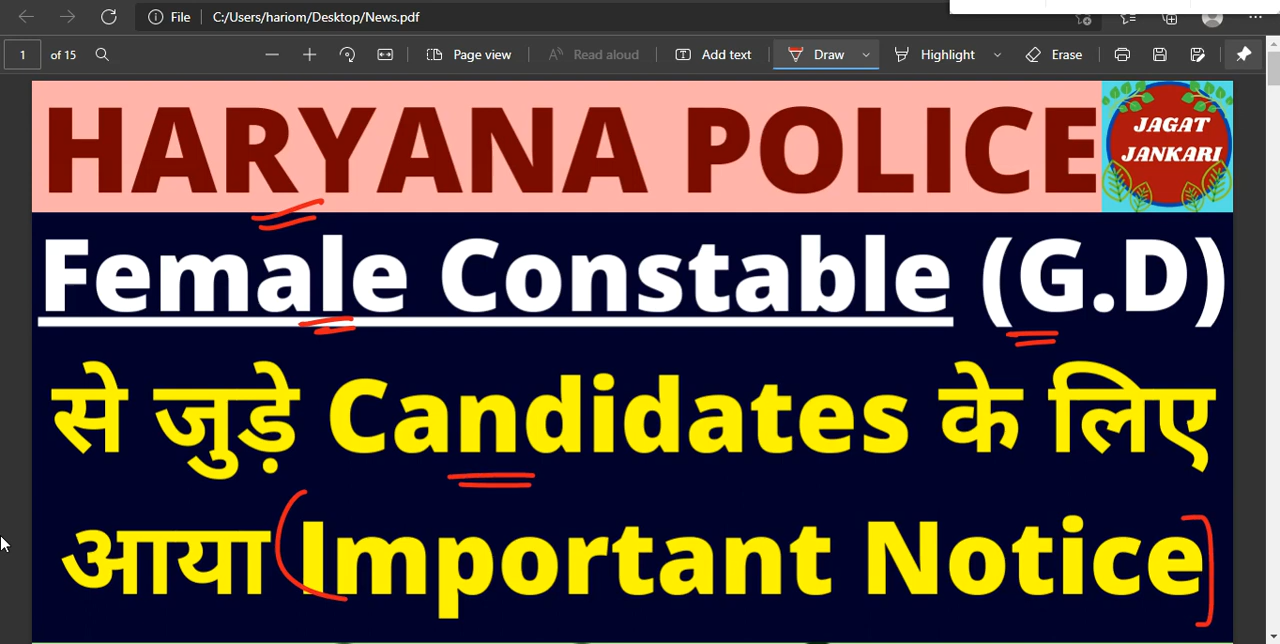 File C:/Users/hariom/Desktop/News.pdf
1 of 15 Page view Read aloud Add text Draw Highlight Erase
HARYANA POLICE
JAGAT
JANKARI
Female Constable (G.D)
से जुड़े Candidates के लिए
आया Important Notice